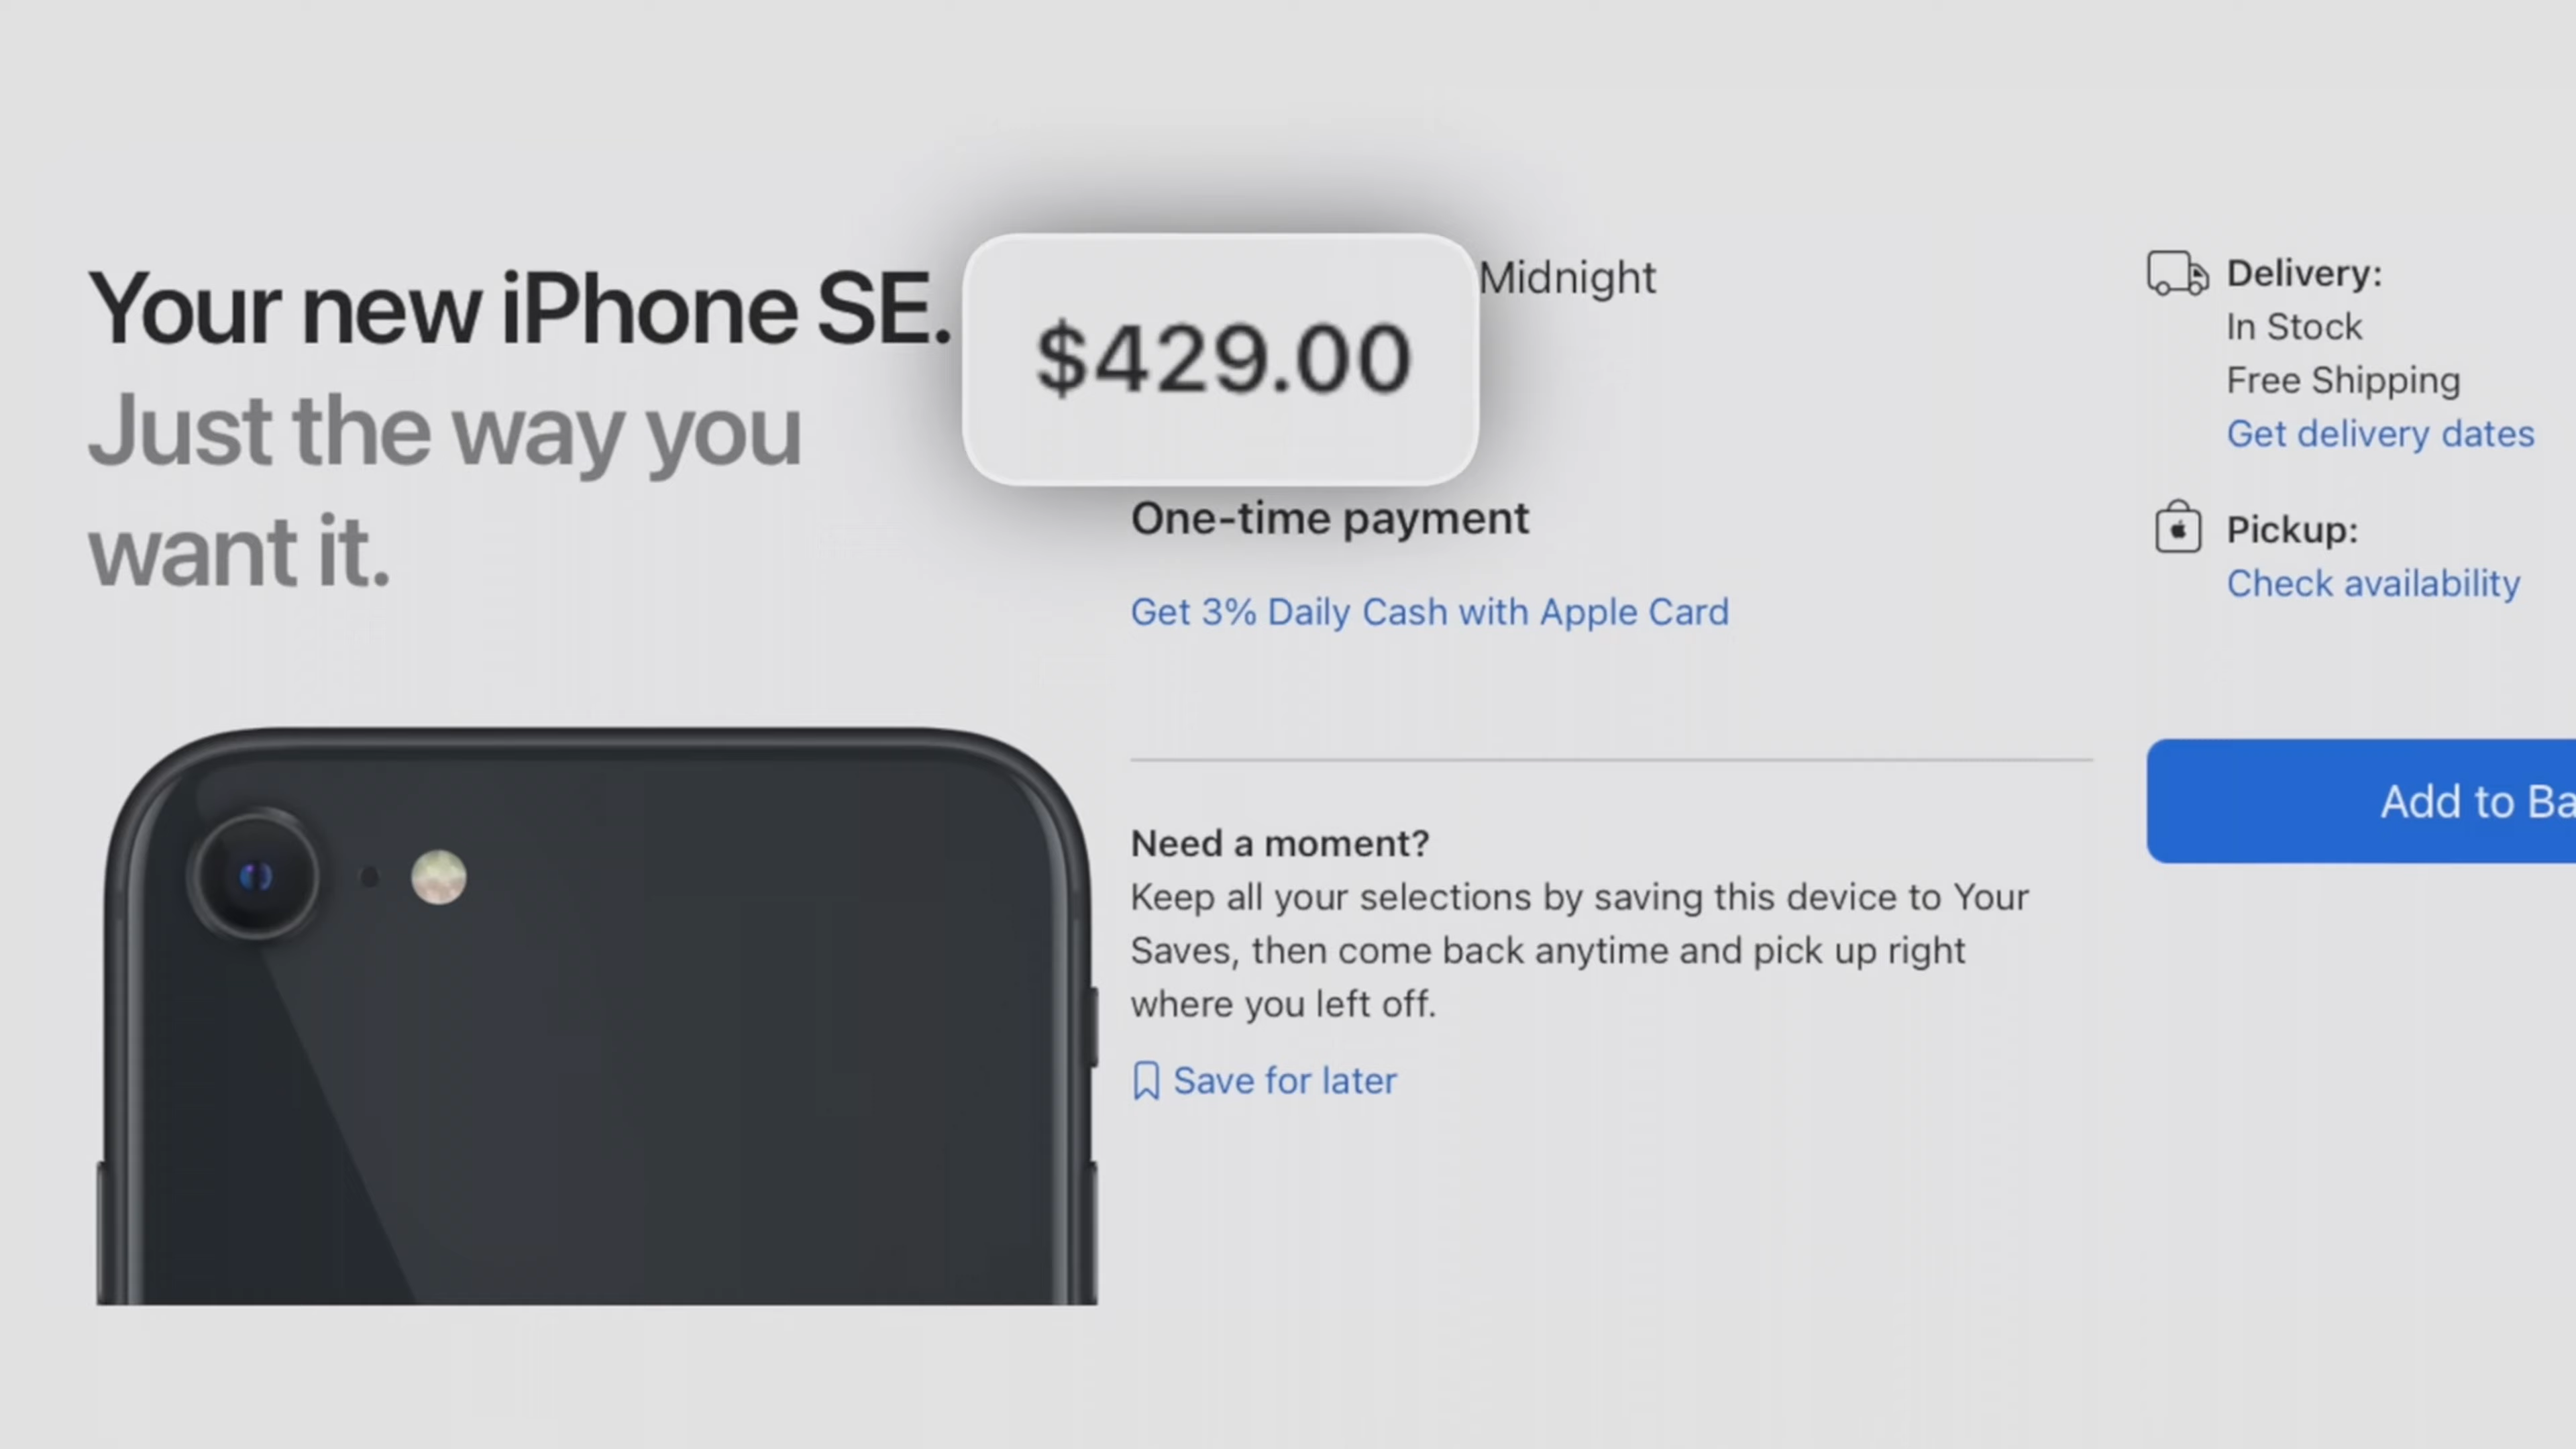 Your new iPhone SE.
Just the way you
want it.
$429.00
Midnight
One-time payment
Get 3% Daily Cash with Apple Card
Need a moment?
Keep all your selections by saving this device to Your
Saves, then come back anytime and pick up right
where you left off.
Save for later
Delivery:
In Stock
Free Shipping
Get delivery dates
Pickup:
Check availability
Add to Ba